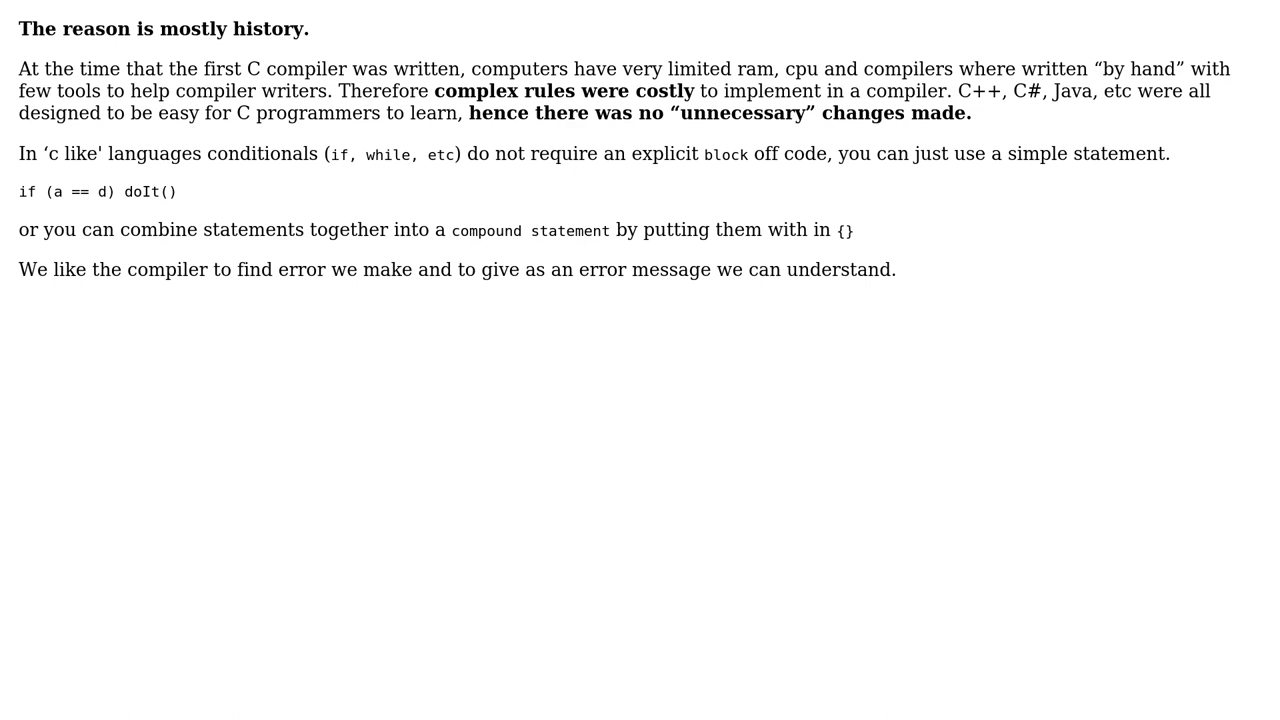 The reason is mostly history.
At the time that the first C compiler was written, computers have very limited ram, cpu and compilers where written “by hand” with
few tools to help compiler writers. Therefore complex rules were costly to implement in a compiler. C++, C#, Java, etc were all
designed to be easy for C programmers to learn, hence there was no “unnecessary” changes made.
In ‘c like' languages conditionals (if, while, etc) do not require an explicit block off code, you can just use a simple statement.
if (a == d) doIt()
or you can combine statements together into a compound statement by putting them with in {}
We like the compiler to find error we make and to give as an error message we can understand.